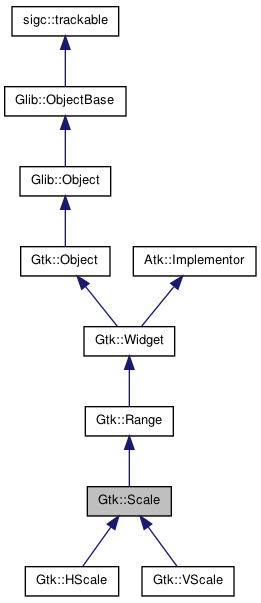 sigc::trackable
Glib::ObjectBase
Glib::Object
Gtk::Object
Atk::Implementor
Gtk::Widget
Gtk::Range
Gtk::Scale
Gtk::HScale
Gtk::VScale